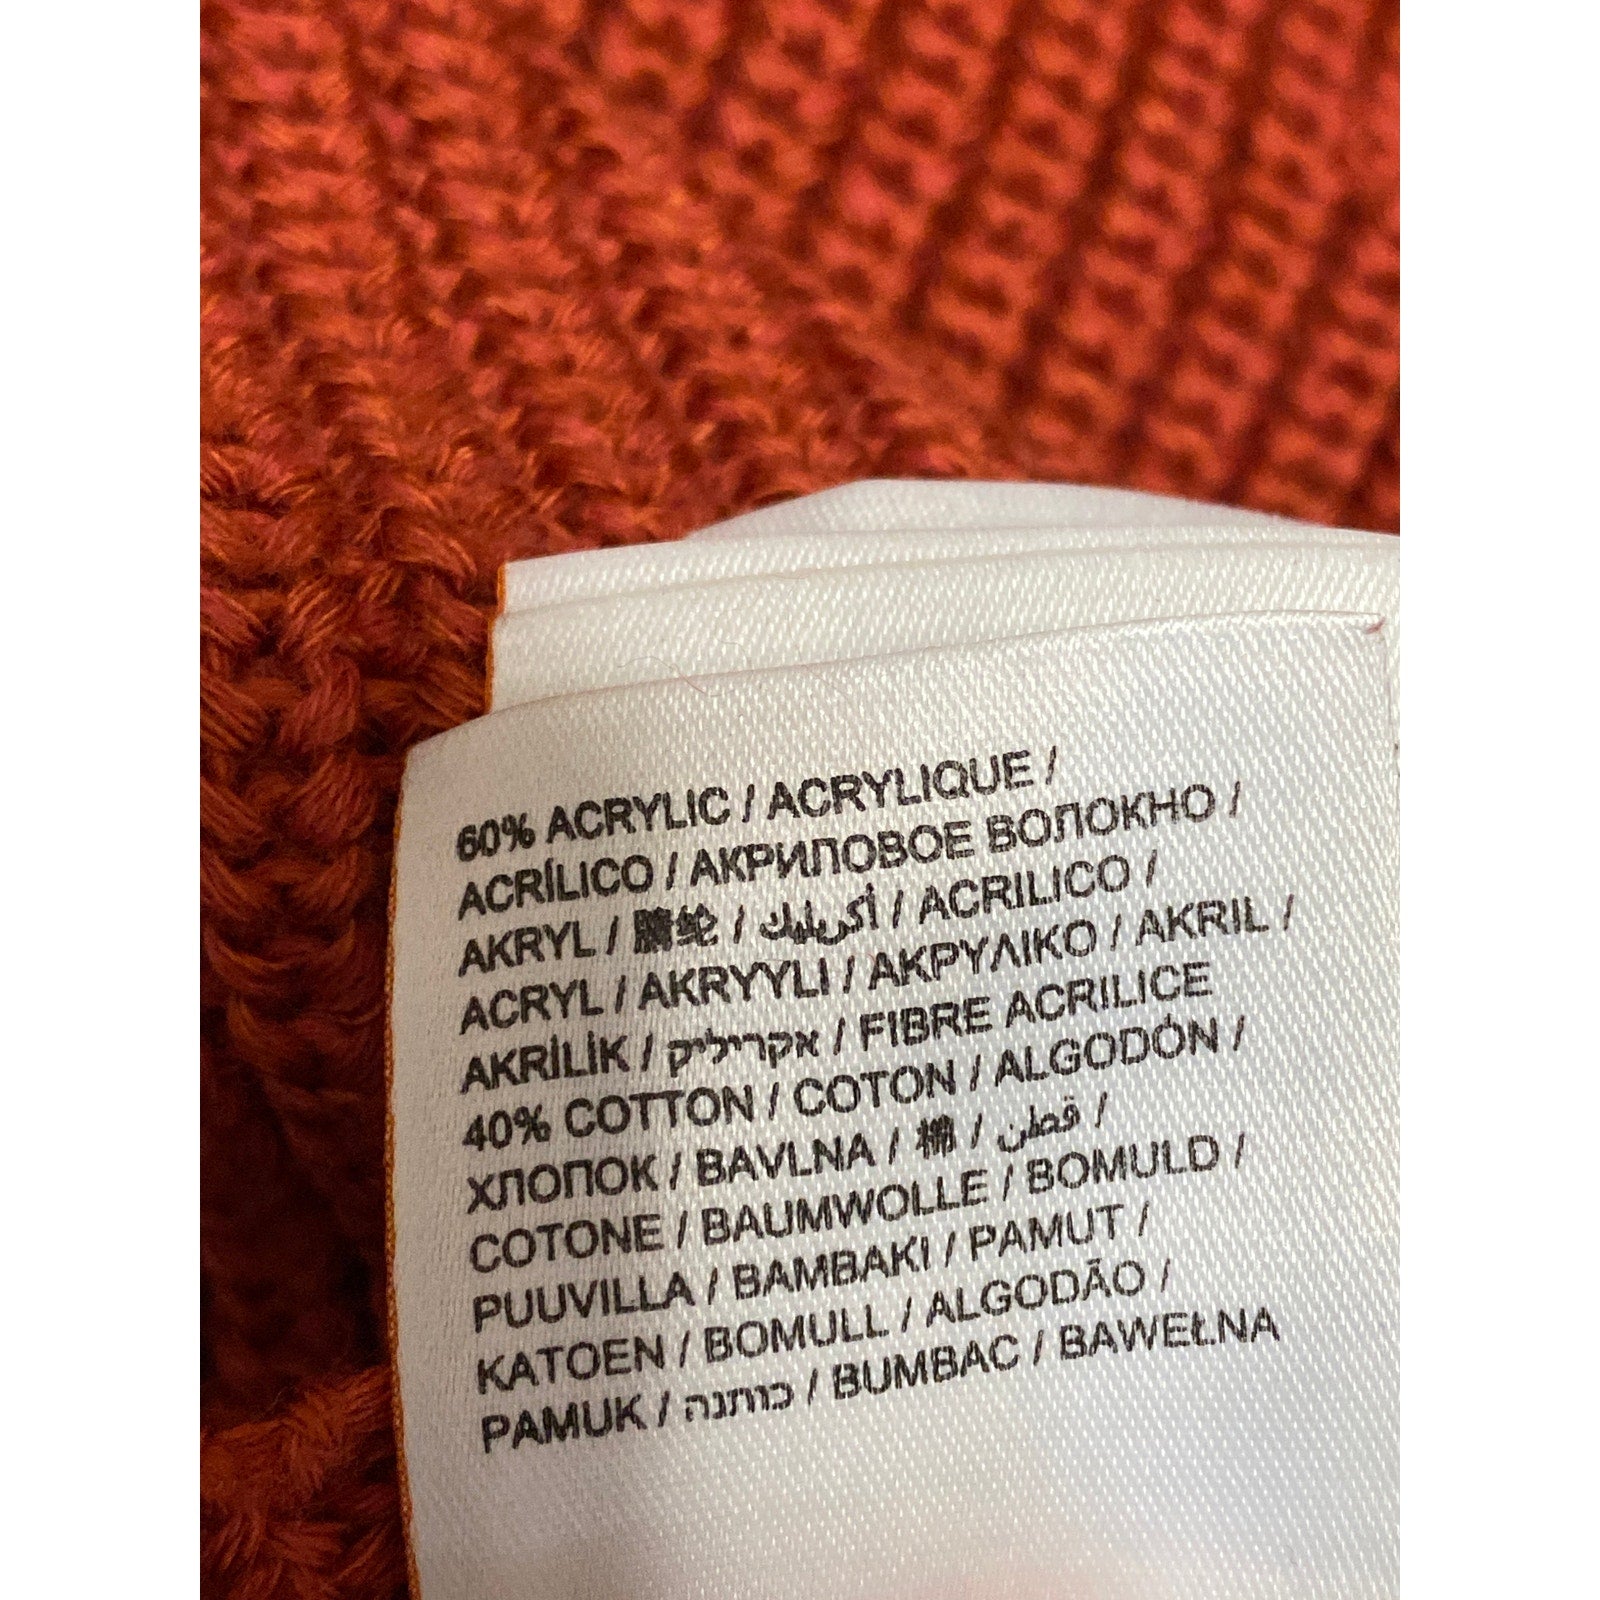 60% ACRYLIC / ACRYLIQUE /
ACRÍLICO / АКРИЛОВОЕ ВОЛОКНО /
AKRYL / 腈纶 / أكريليك / ACRILICO /
ACRYL / AKRYYLI / ΑΚΡΥΛΙΚΟ / AKRIL /
AKRİLİK / אקריליק / FIBRE ACRILICE
40% COTTON / COTON / ALGODÓN /
ХЛОПОК / BAVLNA / 棉 / قطن /
COTONE / BAUMWOLLE / BOMULD /
PUUVILLA / BAMBAKI / PAMUT /
KATOEN / BOMULL / ALGODÃO /
PAMUK / כותנה / BUMBAC / BAWEŁNA